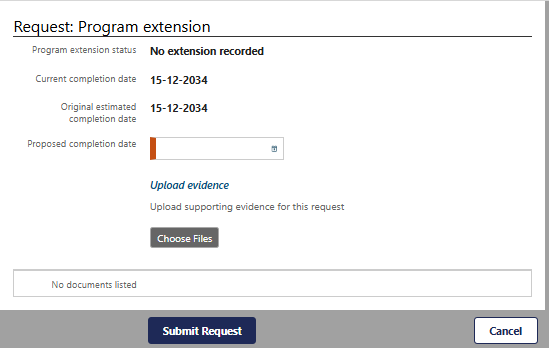 Request: Program extension
Program extension status No extension recorded
Current completion date 15-12-2034
Original estimated
completion date 15-12-2034
Proposed completion date
Upload evidence
Upload supporting evidence for this request
Choose Files
No documents listed
Submit Request Cancel